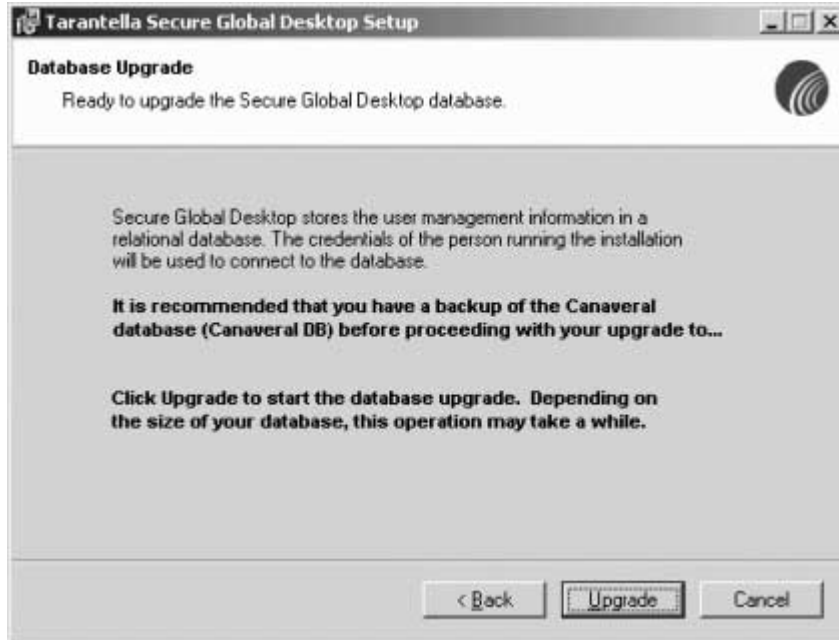 Tarantella Secure Global Desktop Setup
Database Upgrade
Ready to upgrade the Secure Global Desktop database.
Secure Global Desktop stores the user management information in a
relational database. The credentials of the person running the installation
will be used to connect to the database.
It is recommended that you have a backup of the Canaveral
database (Canaveral DB) before proceeding with your upgrade to...
Click Upgrade to start the database upgrade.  Depending on
the size of your database, this operation may take a while.
< Back
Upgrade
Cancel